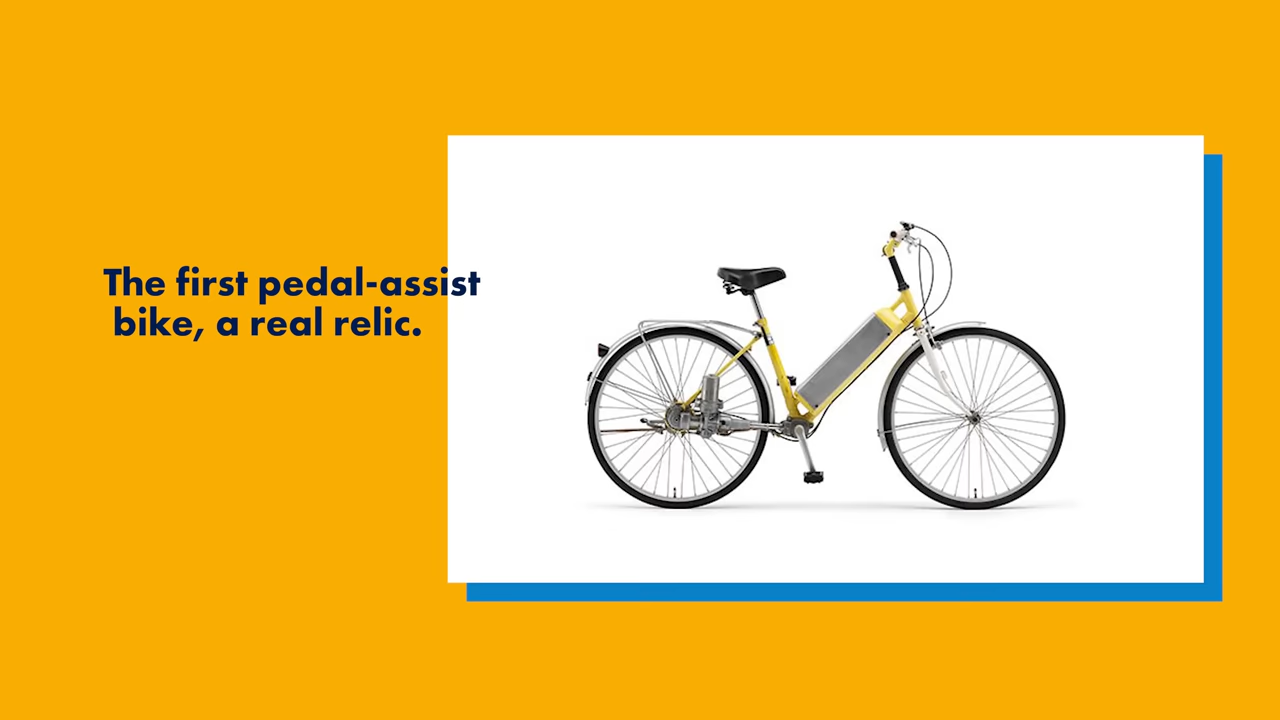 The first pedal-assist
bike, a real relic.